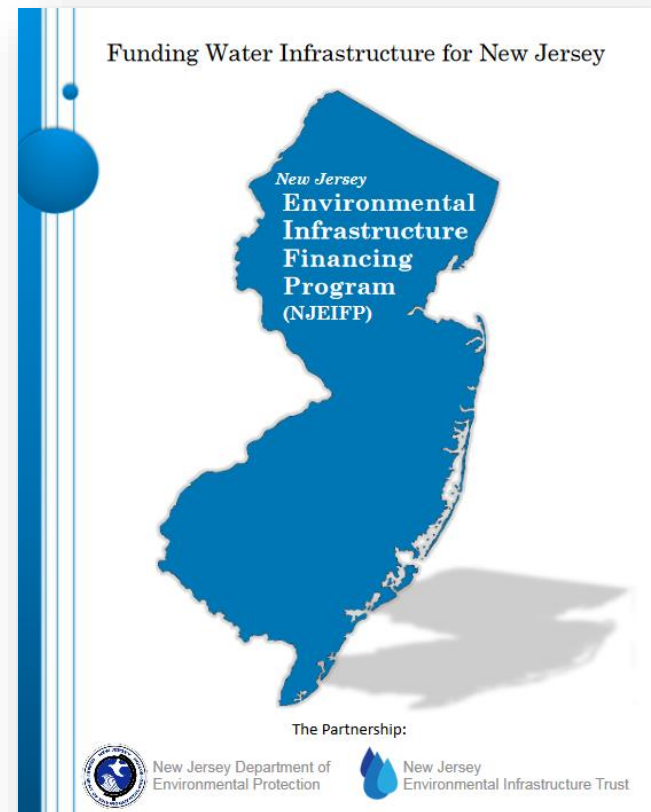 Funding Water Infrastructure for New Jersey
New Jersey
Environmental
Infrastructure
Financing
Program
(NJEIFP)
The Partnership:
New Jersey Department of
Environmental Protection
New Jersey
Environmental Infrastructure Trust